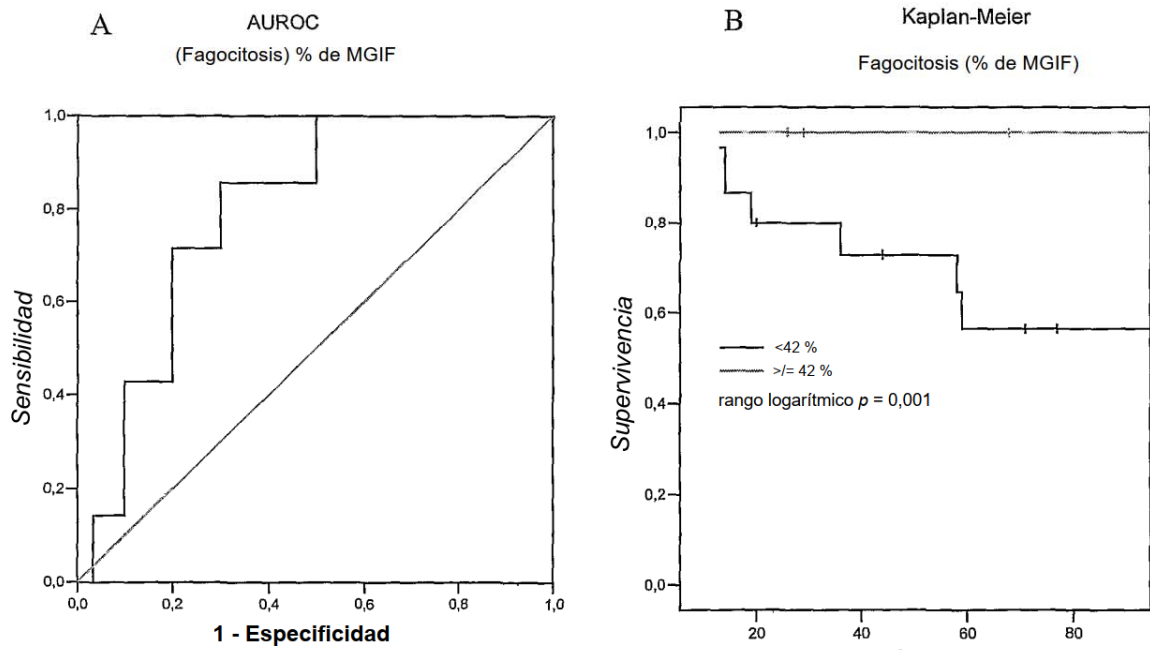 A
AUROC
(Fagocitosis) % de MGIF
Sensibilidad
1,0
0,8
0,6
0,4
0,2
0,0
0,0 0,2 0,4 0,6 0,8 1,0
1 - Especificidad
B
Kaplan-Meier
Fagocitosis (% de MGIF)
Supervivencia
1,0
0,8
0,6
0,4
0,2
0,0
<42 %
>/= 42 %
rango logarítmico p = 0,001
20 40 60 80